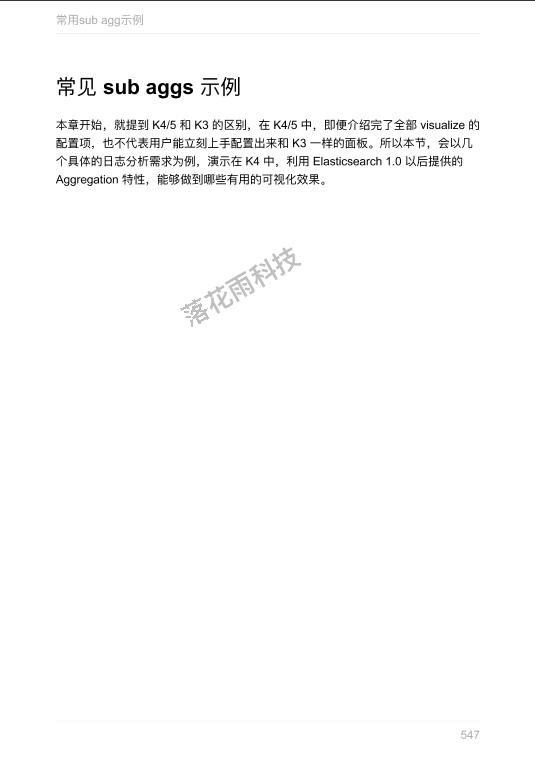 常用sub agg示例
常见 sub aggs 示例
本章开始，就提到 K4/5 和 K3 的区别，在 K4/5 中，即便介绍完了全部 visualize 的
配置项，也不代表用户能立刻上手配置出来和 K3 一样的面板。所以本节，会以几
个具体的日志分析需求为例，演示在 K4 中，利用 Elasticsearch 1.0 以后提供的
Aggregation 特性，能够做到哪些有用的可视化效果。
落花雨科技
547